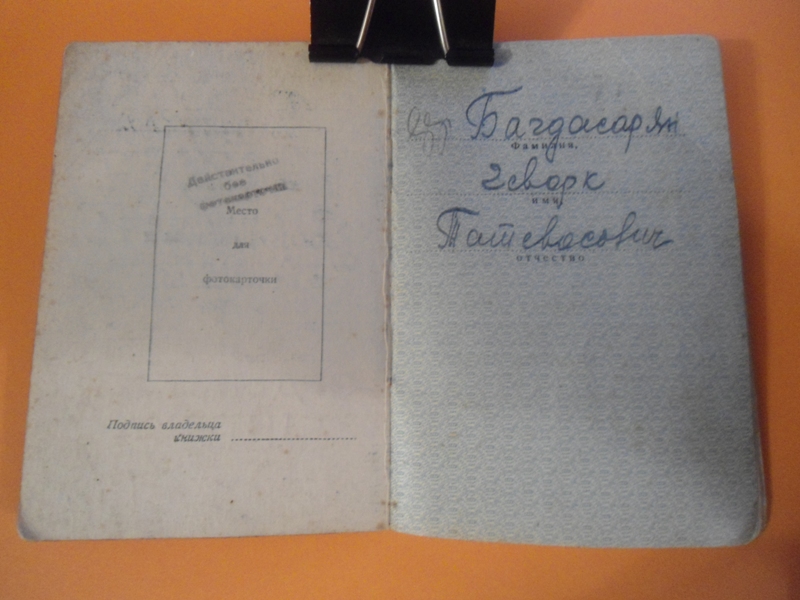 Действительно
без
фотокарточки
Место
для
фотокарточки
Подпись владельца
книжки
Багдасарян
Фамилия,
Геворк
имя,
Татевосович
отчество